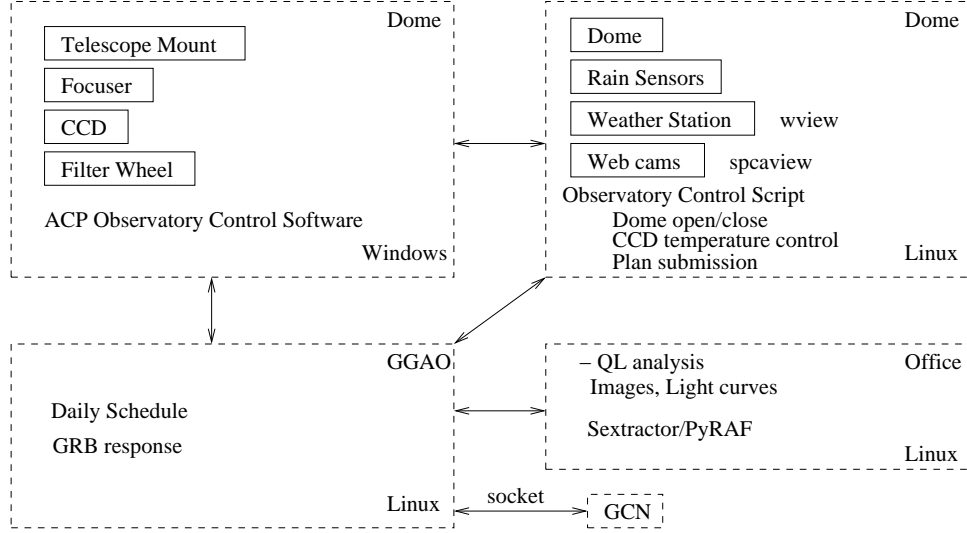 Dome
Telescope Mount
Focuser
CCD
Filter Wheel
ACP Observatory Control Software
Windows
Dome
Dome
Rain Sensors
Weather Station wview
Web cams spcaview
Observatory Control Script
Dome open/close
CCD temperature control
Plan submission
Linux
GGAO
Daily Schedule
GRB response
Linux
– QL analysis
Office
Images, Light curves
Sextractor/PyRAF
Linux
socket
GCN